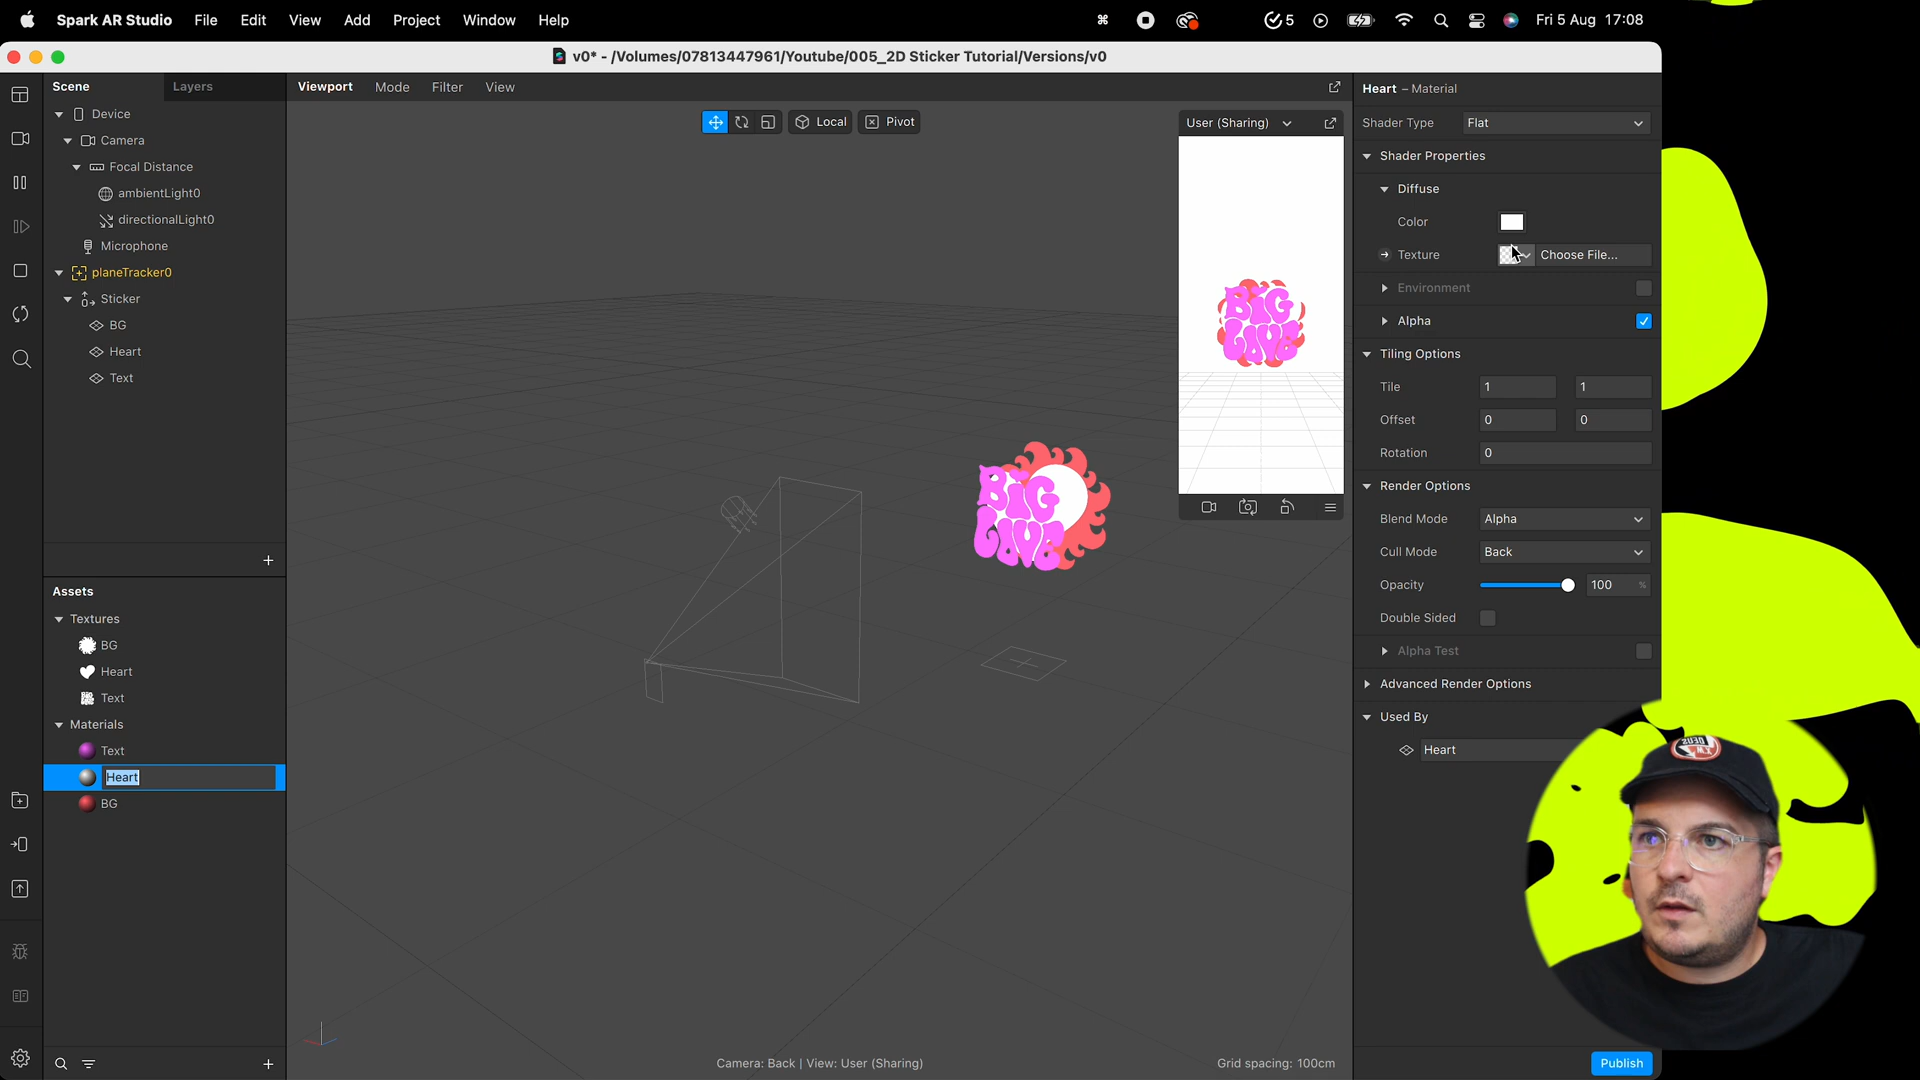 Spark AR Studio File Edit View Add Project Window Help
5 Fri 5 Aug 17:08
v0* - /Volumes/07813447961/Youtube/005_2D Sticker Tutorial/Versions/v0
Scene Layers
Viewport Mode Filter View
Heart – Material
Device
Camera
Focal Distance
ambientLight0
directionalLight0
Microphone
planeTracker0
Sticker
BG
Heart
Text
Local Pivot
User (Sharing)
BiG
LOVE
BiG
LOVE
Shader Type Flat
Shader Properties
Diffuse
Color
Texture Choose File...
Environment
Alpha
Tiling Options
Tile 1 1
Offset 0 0
Rotation 0
Render Options
Blend Mode Alpha
Cull Mode Back
Opacity 100 %
Double Sided
Alpha Test
Advanced Render Options
Used By
Heart
Assets
Textures
BG
Heart
Text
Materials
Text
Heart
BG
Camera: Back | View: User (Sharing)
Grid spacing: 100cm
Publish